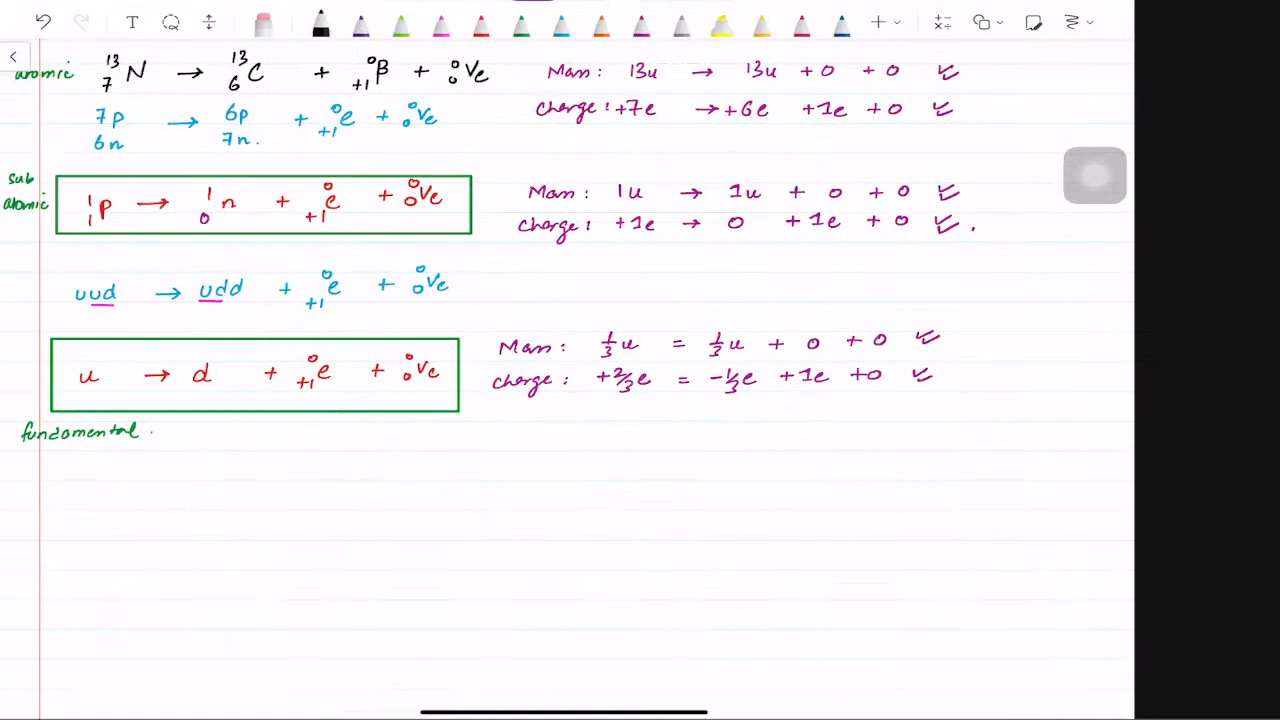 atomic ¹³₇N → ¹³₆C + ⁰₊₁β + ⁰₀νe Mass: 13u → 13u + 0 + 0 ✓
7p → 6p + ⁰₊₁e + ⁰₀νe Charge: +7e → +6e +1e + 0 ✓
6n 7n.
sub atomic ¹₁p → ¹₀n + ⁰₊₁e + ⁰₀νe Mass: 1u → 1u + 0 + 0 ✓
Charge: +1e → 0 + 1e + 0 ✓.
uud → udd + ⁰₊₁e + ⁰₀νe
u → d + ⁰₊₁e + ⁰₀νe Mass: 1/3u = 1/3u + 0 + 0 ✓
Charge: +2/3e = -1/3e +1e +0 ✓
fundamental.